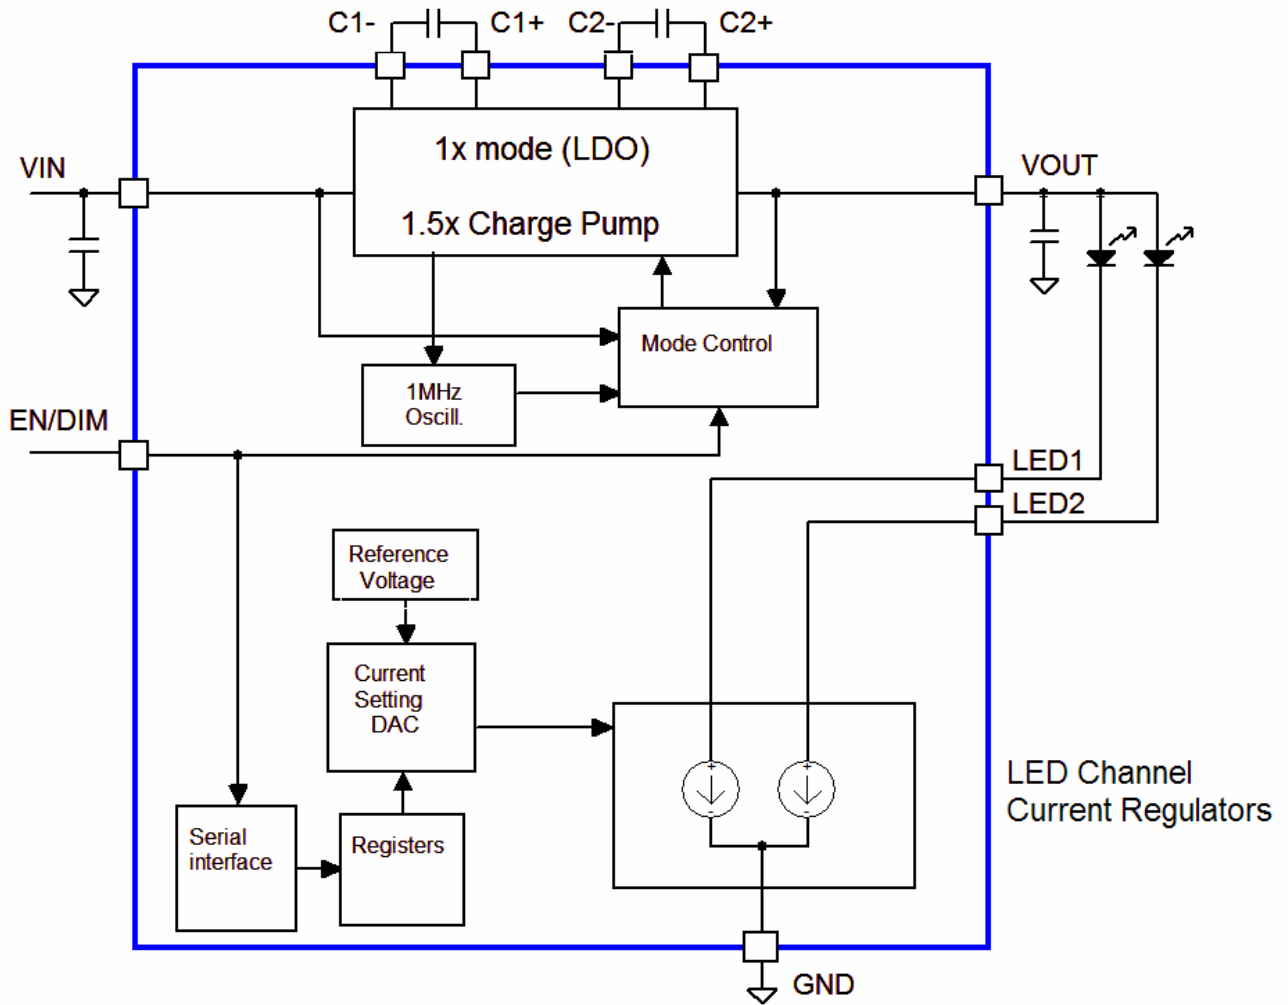 C1- C1+ C2- C2+
1x mode (LDO)
1.5x Charge Pump
VIN
VOUT
Mode Control
1MHz
Oscill.
EN/DIM
LED1
LED2
Reference
Voltage
Current
Setting
DAC
Serial
interface
Registers
+ +
- -
LED Channel
Current Regulators
GND